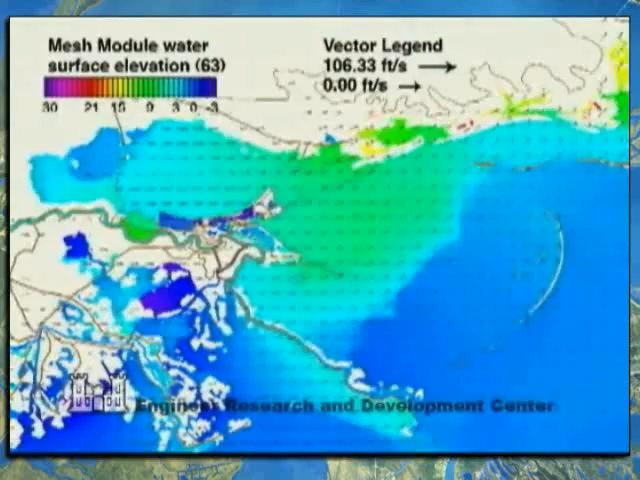 Mesh Module water
surface elevation (63)
30 21 15 9 3 0 -3
Vector Legend
106.33 ft/s
0.00 ft/s
Engineer Research and Development Center